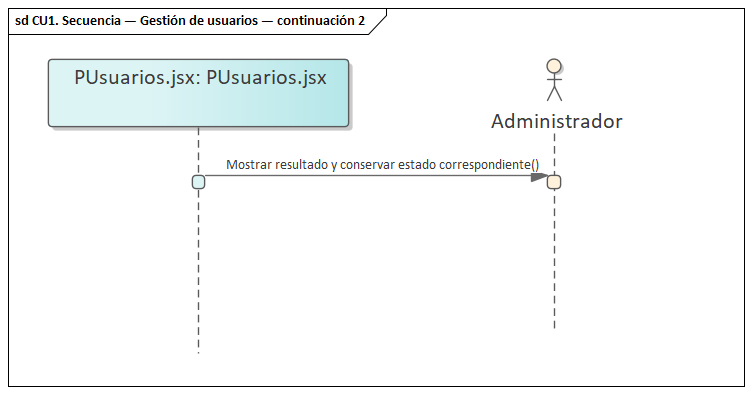 sd CU1. Secuencia — Gestión de usuarios — continuación 2
PUsuarios.jsx: PUsuarios.jsx
Administrador
Mostrar resultado y conservar estado correspondiente()